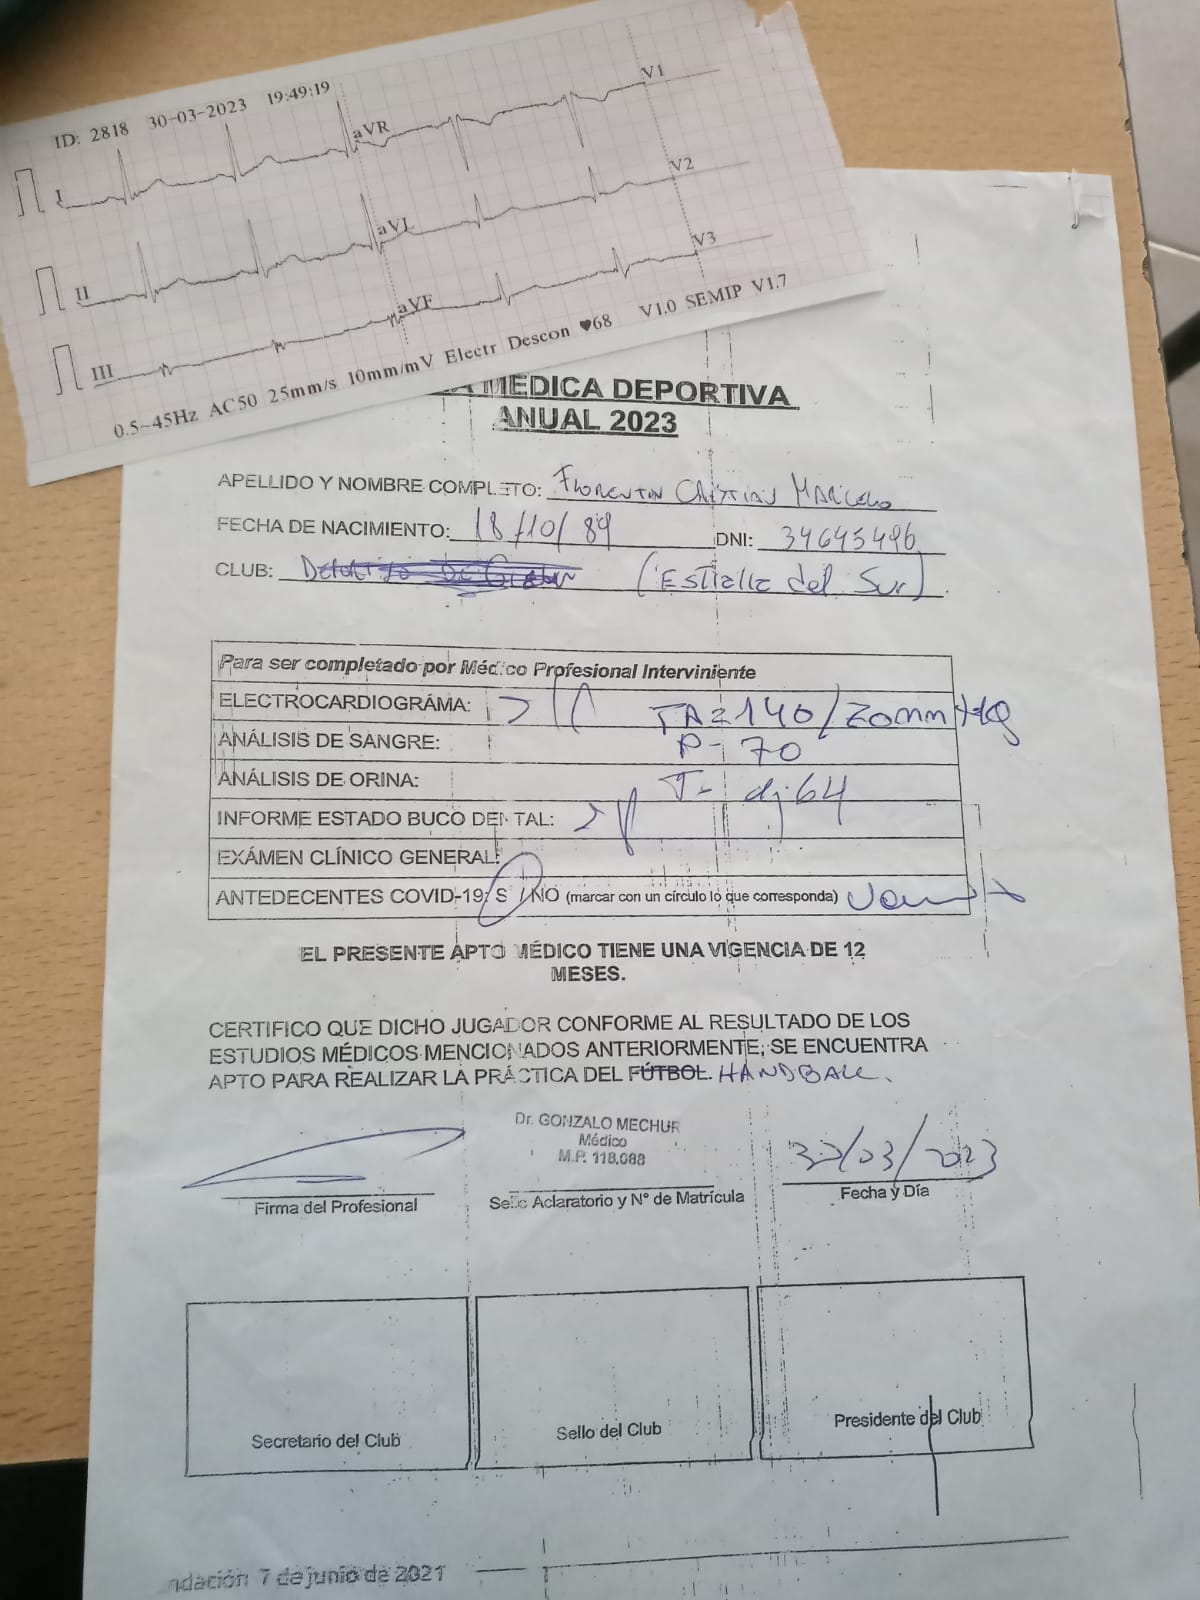 ID: 2818 30-03-2023 19:49:19
I
aVR
V1
II
aVL
V2
III
aVF
V3
0.5~45Hz AC50 25mm/s 10mm/mV Electr Descon ♥68 V1.0 SEMIP V1.7
MÉDICA DEPORTIVA
ANUAL 2023
APELLIDO Y NOMBRE COMPLETO: Florentin Cristian Marcelo
FECHA DE NACIMIENTO: 18/10/89 DNI: 34645496
CLUB: (Estrella del Sur)
Para ser completado por Médico Profesional Interviniente
ELECTROCARDIOGRÁMA: TA=140/70mmHg
ANÁLISIS DE SANGRE: P- 70
ANÁLISIS DE ORINA:
INFORME ESTADO BUCO DENTAL:
EXÁMEN CLÍNICO GENERAL:
ANTEDECENTES COVID-19: S / NO (marcar con un círculo lo que corresponda)
EL PRESENTE APTO MÉDICO TIENE UNA VIGENCIA DE 12
MESES.
CERTIFICO QUE DICHO JUGADOR CONFORME AL RESULTADO DE LOS
ESTUDIOS MÉDICOS MENCIONADOS ANTERIORMENTE, SE ENCUENTRA
APTO PARA REALIZAR LA PRÁCTICA DEL FÚTBOL. HANDBALL.
Dr. GONZALO MECHUR
Médico
M.P. 118.088
30/03/2023
Firma del Profesional
Sello Aclaratorio y N° de Matrícula
Fecha y Día
Secretario del Club
Sello del Club
Presidente del Club
ndación 7 de junio de 2021